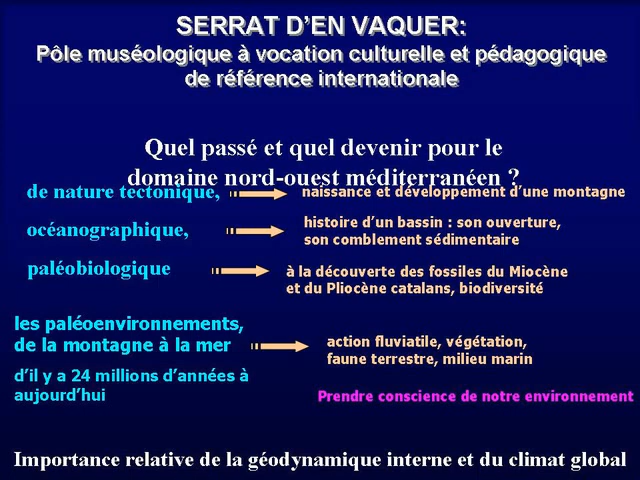 SERRAT D'EN VAQUER:
Pôle muséologique à vocation culturelle et pédagogique
de référence internationale
Quel passé et quel devenir pour le
domaine nord-ouest méditerranéen ?
de nature tectonique,
naissance et développement d'une montagne
océanographique,
histoire d'un bassin : son ouverture,
son comblement sédimentaire
paléobiologique
à la découverte des fossiles du Miocène
et du Pliocène catalans, biodiversité
les paléoenvironnements,
de la montagne à la mer
action fluviatile, végétation,
faune terrestre, milieu marin
d'il y a 24 millions d'années à
aujourd'hui
Prendre conscience de notre environnement
Importance relative de la géodynamique interne et du climat global